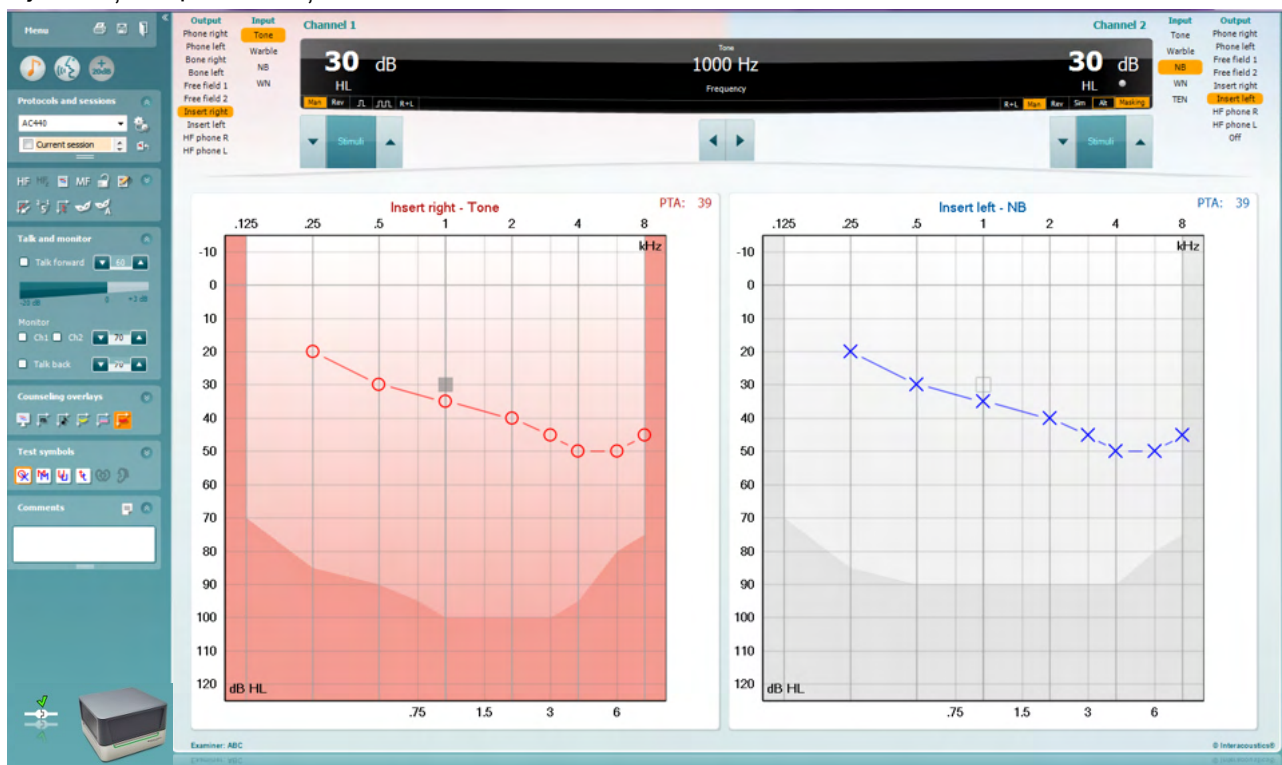 Menu
Protocols and sessions
AC440
Current session
HF HF MF
Talk and monitor
Talk forward 60
-20 dB 0 +3 dB
Monitor
Ch1 Ch2 70
Talk back 70
Counseling overlays
Test symbols
Comments
Output
Phone right
Phone left
Bone right
Bone left
Free field 1
Free field 2
Insert right
Insert left
HF phone R
HF phone L
Input
Tone
Warble
NB
WN
Channel 1
30 dB
HL
Man Rev R+L
Stimuli
Tone
1000 Hz
Frequency
Channel 2
30 dB
HL
R+L Man Rev Sim Alt Masking
Stimuli
Input
Tone
Warble
NB
WN
TEN
Output
Phone right
Phone left
Free field 1
Free field 2
Insert right
Insert left
HF phone R
HF phone L
Off
Insert right - Tone
PTA: 39
.125 .25 .5 1 2 4 8
kHz
-10
0
10
20
30
40
50
60
70
80
90
100
110
120
dB HL
.75 1.5 3 6
Insert left - NB
PTA: 39
.125 .25 .5 1 2 4 8
kHz
-10
0
10
20
30
40
50
60
70
80
90
100
110
120
dB HL
.75 1.5 3 6
Examiner: ABC
© Interacoustics®